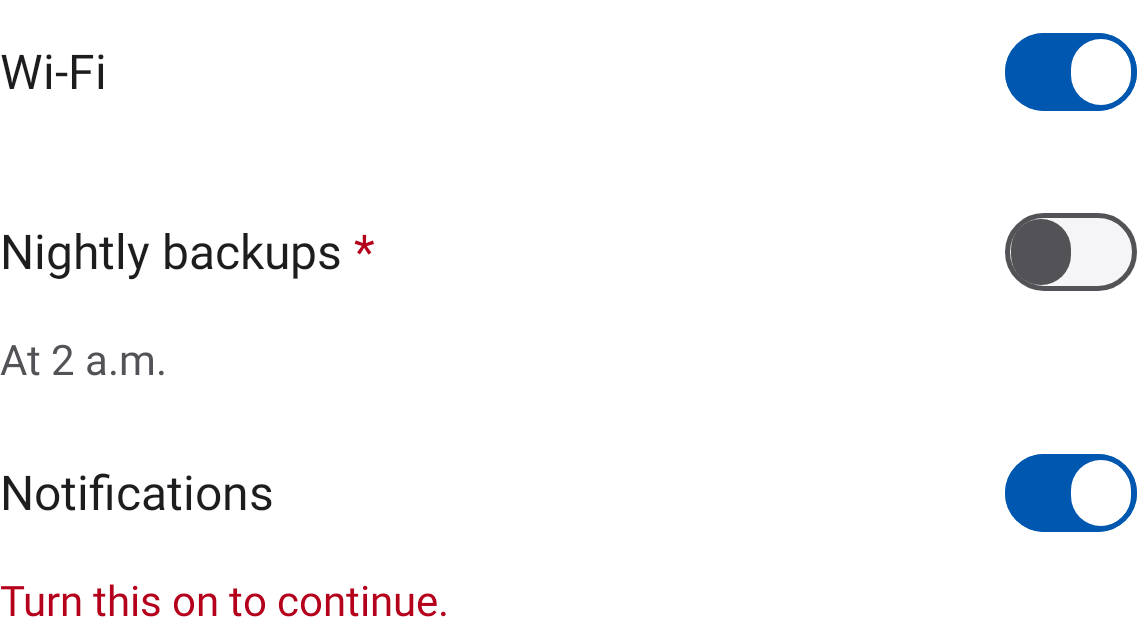 Wi-Fi
Nightly backups *
At 2 a.m.
Notifications
Turn this on to continue.